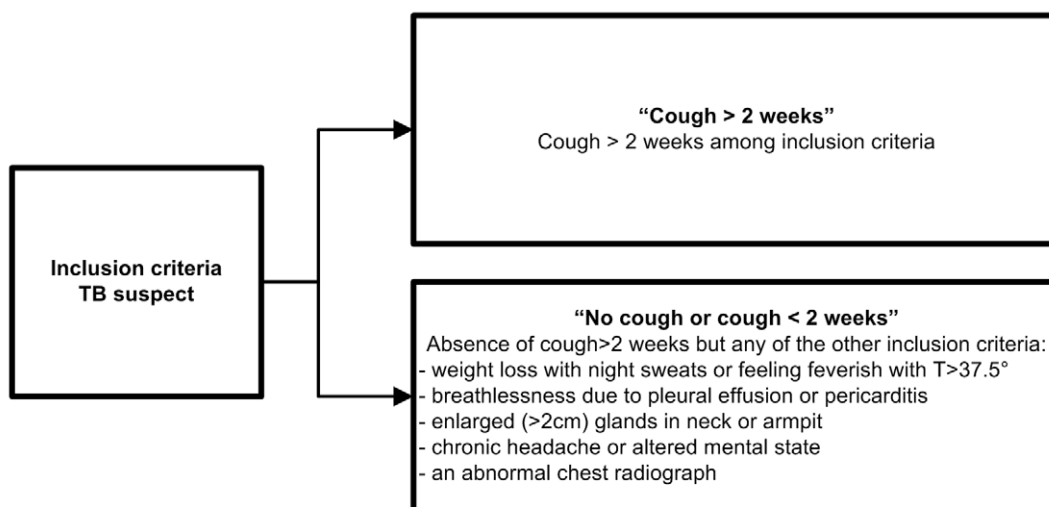 “Cough > 2 weeks”
Cough > 2 weeks among inclusion criteria
Inclusion criteria
TB suspect
“No cough or cough < 2 weeks”
Absence of cough>2 weeks but any of the other inclusion criteria:
- weight loss with night sweats or feeling feverish with T>37.5°
- breathlessness due to pleural effusion or pericarditis
- enlarged (>2cm) glands in neck or armpit
- chronic headache or altered mental state
- an abnormal chest radiograph